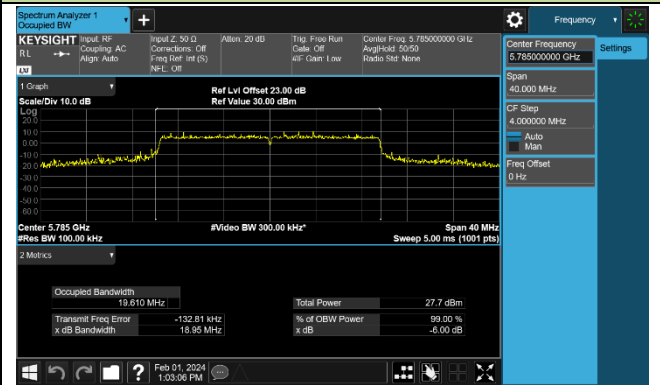 Spectrum Analyzer 1
Occupied BW
+
Frequency
KEYSIGHT
RL
LXI
Input: RF
Coupling: AC
Align: Auto
Input Z: 50 Ω
Corrections: Off
Freq Ref: Int (S)
NFE: Off
Atten: 20 dB
Trig: Free Run
Gate: Off
#IF Gain: Low
Center Freq: 5.785000000 GHz
Avg|Hold: 50/50
Radio Std: None
Center Frequency
5.785000000 GHz
Settings
Span
40.000 MHz
CF Step
4.000000 MHz
Auto
Man
Freq Offset
0 Hz
1 Graph
Scale/Div 10.0 dB
Ref Lvl Offset 23.00 dB
Ref Value 30.00 dBm
Log
20.0
10.0
0.00
-10.0
-20.0
-30.0
-40.0
-50.0
-60.0
Center 5.785 GHz
#Res BW 100.00 kHz
#Video BW 300.00 kHz*
Span 40 MHz
Sweep 5.00 ms (1001 pts)
2 Metrics
Occupied Bandwidth
19.610 MHz
Total Power 27.7 dBm
Transmit Freq Error -132.81 kHz
% of OBW Power 99.00 %
x dB Bandwidth 18.95 MHz
x dB -6.00 dB
?
Feb 01, 2024
1:03:06 PM